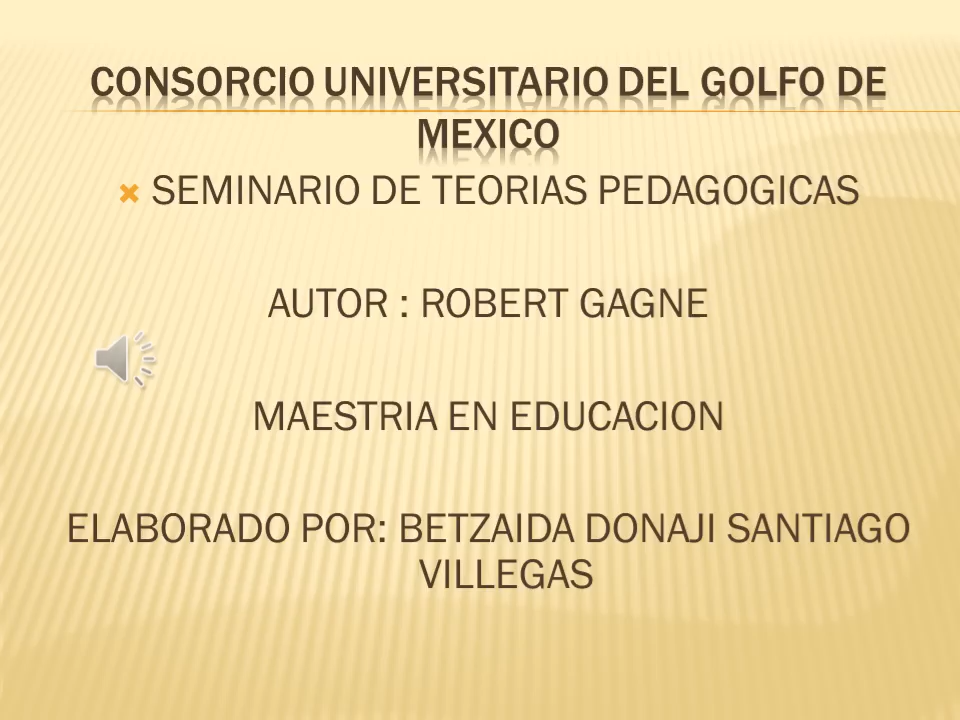 CONSORCIO UNIVERSITARIO DEL GOLFO DE
MEXICO
SEMINARIO DE TEORIAS PEDAGOGICAS
AUTOR : ROBERT GAGNE
MAESTRIA EN EDUCACION
ELABORADO POR: BETZAIDA DONAJI SANTIAGO
VILLEGAS